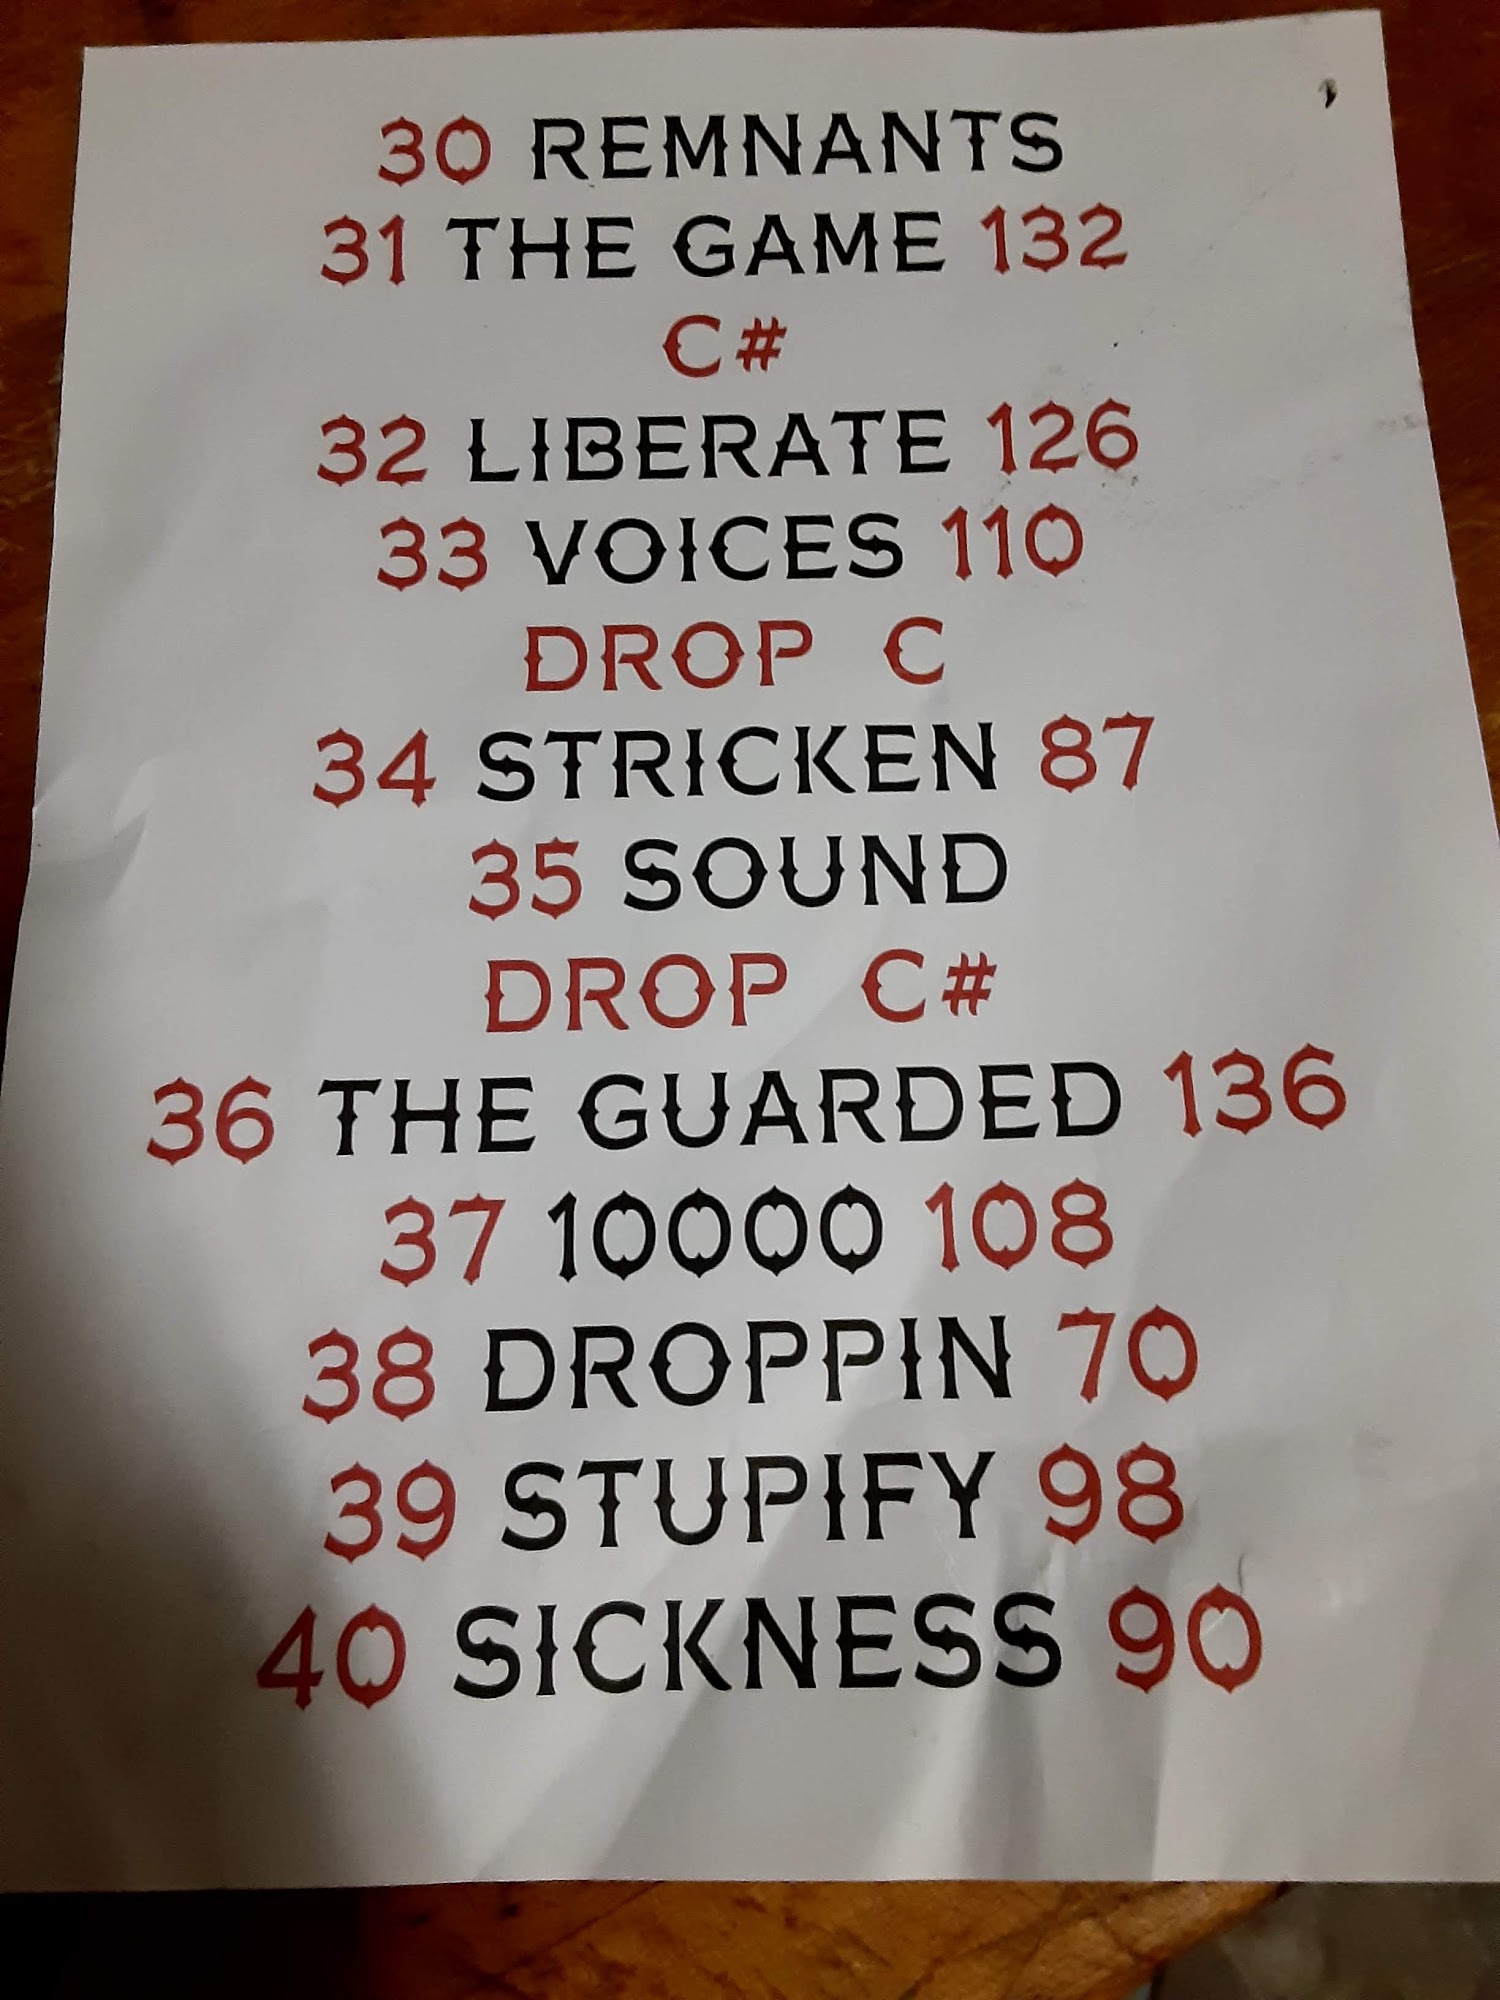 30 REMNANTS
31 THE GAME 132
C#
32 LIBERATE 126
33 VOICES 110
DROP C
34 STRICKEN 87
35 SOUND
DROP C#
36 THE GUARDED 136
37 10000 108
38 DROPPIN 70
39 STUPIFY 98
40 SICKNESS 90